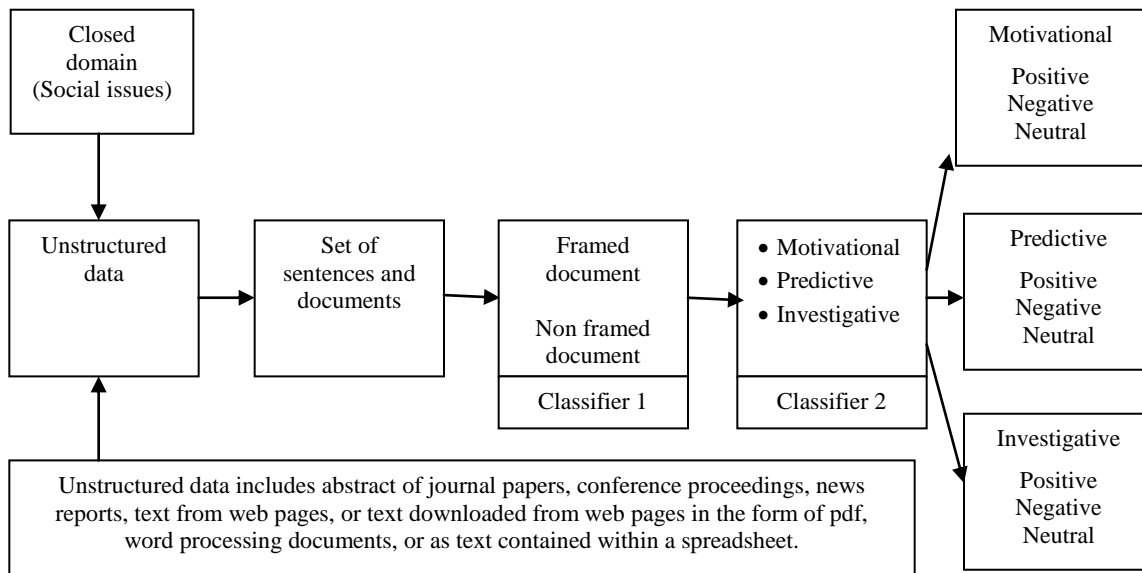 Closed
domain
(Social issues)
Unstructured
data
Set of
sentences and
documents
Framed
document
Non framed
document
Classifier 1
• Motivational
• Predictive
• Investigative
Classifier 2
Motivational
Positive
Negative
Neutral
Predictive
Positive
Negative
Neutral
Investigative
Positive
Negative
Neutral
Unstructured data includes abstract of journal papers, conference proceedings, news
reports, text from web pages, or text downloaded from web pages in the form of pdf,
word processing documents, or as text contained within a spreadsheet.